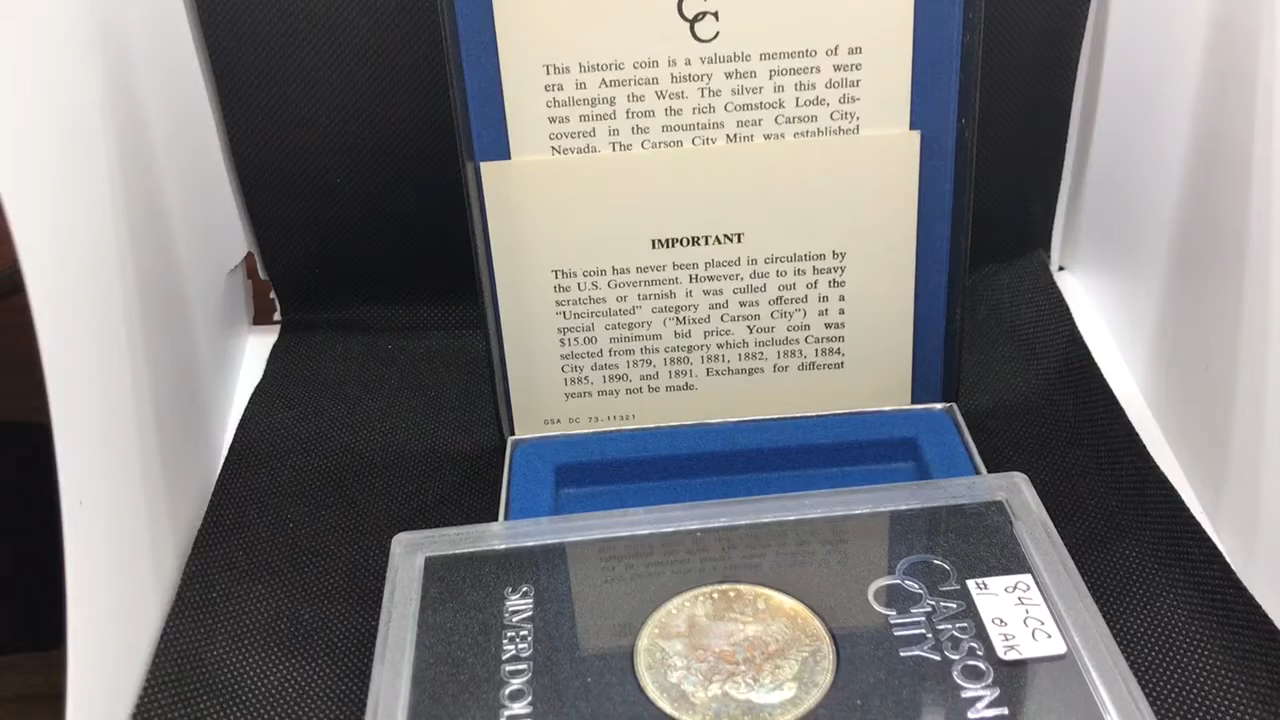 CC
This historic coin is a valuable memento of an
era in American history when pioneers were
challenging the West. The silver in this dollar
was mined from the rich Comstock Lode, dis-
covered in the mountains near Carson City,
Nevada. The Carson City Mint was established
IMPORTANT
This coin has never been placed in circulation by
the U.S. Government. However, due to its heavy
scratches or tarnish it was culled out of the
"Uncirculated" category and was offered in a
special category ("Mixed Carson City") at a
$15.00 minimum bid price. Your coin was
selected from this category which includes Carson
City dates 1879, 1880, 1881, 1882, 1883, 1884,
1885, 1890, and 1891. Exchanges for different
years may not be made.
GSA DC 73.11321
CARSON
CITY
SILVER DOL
84-CC
#1 OAK